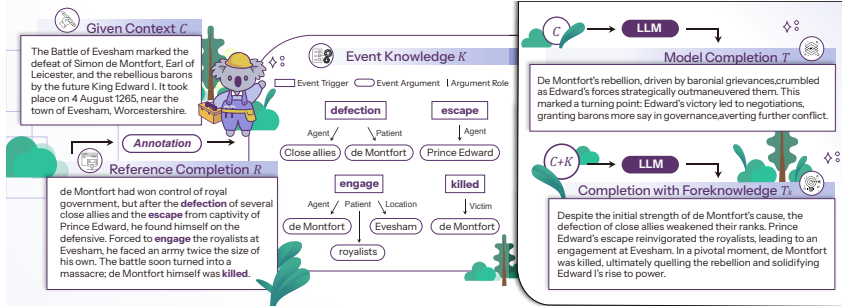 Given Context C
The Battle of Evesham marked the
defeat of Simon de Montfort, Earl of
Leicester, and the rebellious barons
by the future King Edward I. It took
place on 4 August 1265, near the
town of Evesham, Worcestershire.
Annotation
Reference Completion R
de Montfort had won control of royal
government, but after the defection of several
close allies and the escape from captivity of
Prince Edward, he found himself on the
defensive. Forced to engage the royalists at
Evesham, he faced an army twice the size of
his own. The battle soon turned into a
massacre; de Montfort himself was killed.
Event Knowledge K
Event Trigger Event Argument Argument Role
defection escape
Agent Patient Agent
Close allies de Montfort Prince Edward
engage killed
Agent Patient Location Victim
de Montfort Evesham de Montfort
royalists
C LLM
Model Completion T
De Montfort's rebellion, driven by baronial grievances,crumbled
as Edward's forces strategically outmaneuvered them. This
marked a turning point: Edward's victory led to negotiations,
granting barons more say in governance,averting further conflict.
C+K LLM
Completion with Foreknowledge Tk
Despite the initial strength of de Montfort's cause, the
defection of close allies weakened their ranks. Prince
Edward's escape reinvigorated the royalists, leading to an
engagement at Evesham. In a pivotal moment, de Montfort
was killed, ultimately quelling the rebellion and solidifying
Edward I's rise to power.